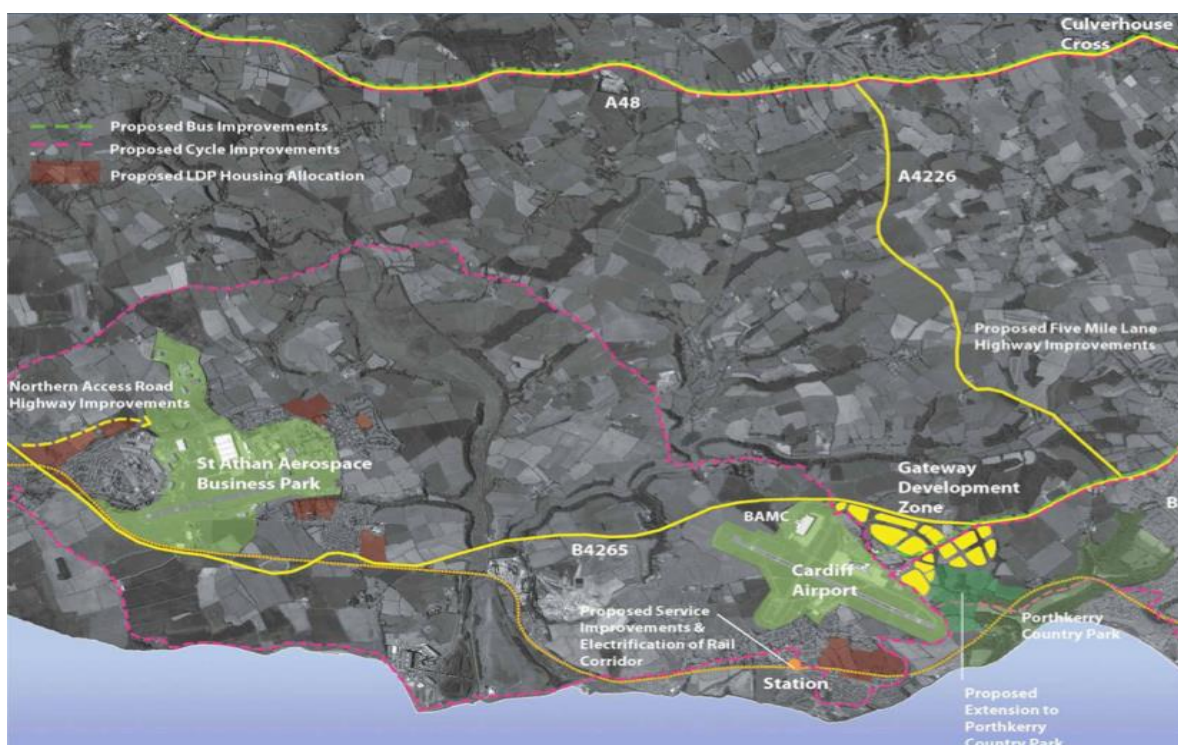 Culverhouse
Cross
A48
Proposed Bus Improvements
Proposed Cycle Improvements
Proposed LDP Housing Allocation
A4226
Proposed Five Mile Lane
Highway Improvements
Northern Access Road
Highway Improvements
St Athan Aerospace
Business Park
Gateway
Development
Zone
BAMC
B
B4265
Cardiff
Airport
Proposed Service
Improvements &
Electrification of Rail
Corridor
Porthkerry
Country Park
Station
Proposed
Extension to
Porthkerry
Country Park